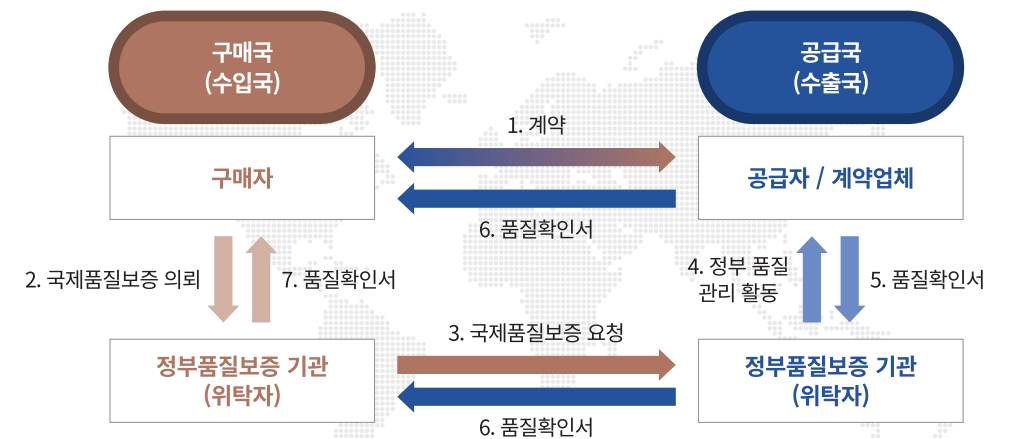 구매국
(수입국)
공급국
(수출국)
1. 계약
구매자
공급자 / 계약업체
6. 품질확인서
2. 국제품질보증 의뢰
7. 품질확인서
4. 정부 품질
관리 활동
5. 품질확인서
3. 국제품질보증 요청
정부품질보증 기관
(위탁자)
정부품질보증 기관
(위탁자)
6. 품질확인서